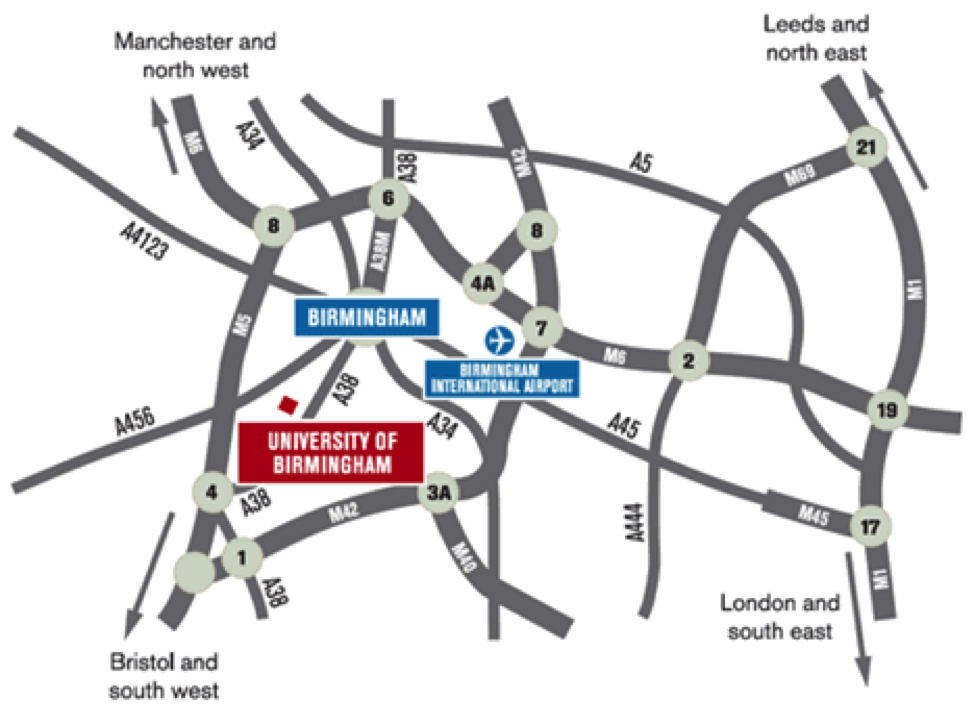 Manchester and
north west
Leeds and
north east
M6
A34
A38
M42
A5
M69
21
8
6
A4123
A38M
8
4A
M1
M5
BIRMINGHAM
7
M6
2
BIRMINGHAM
INTERNATIONAL AIRPORT
A38
A456
A34
A45
19
UNIVERSITY OF
BIRMINGHAM
4
A38
3A
M42
A444
M45
17
1
M40
A38
M1
London and
south east
Bristol and
south west